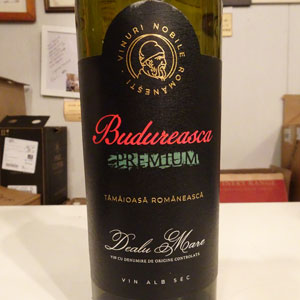 · VINURI NOBILE ROMÂNEȘTI ·
Budureasca
PREMIUM
TĂMÂIOASĂ ROMÂNEASCĂ
Dealu Mare
VIN CU DENUMIRE DE ORIGINE CONTROLATĂ
VIN ALB SEC